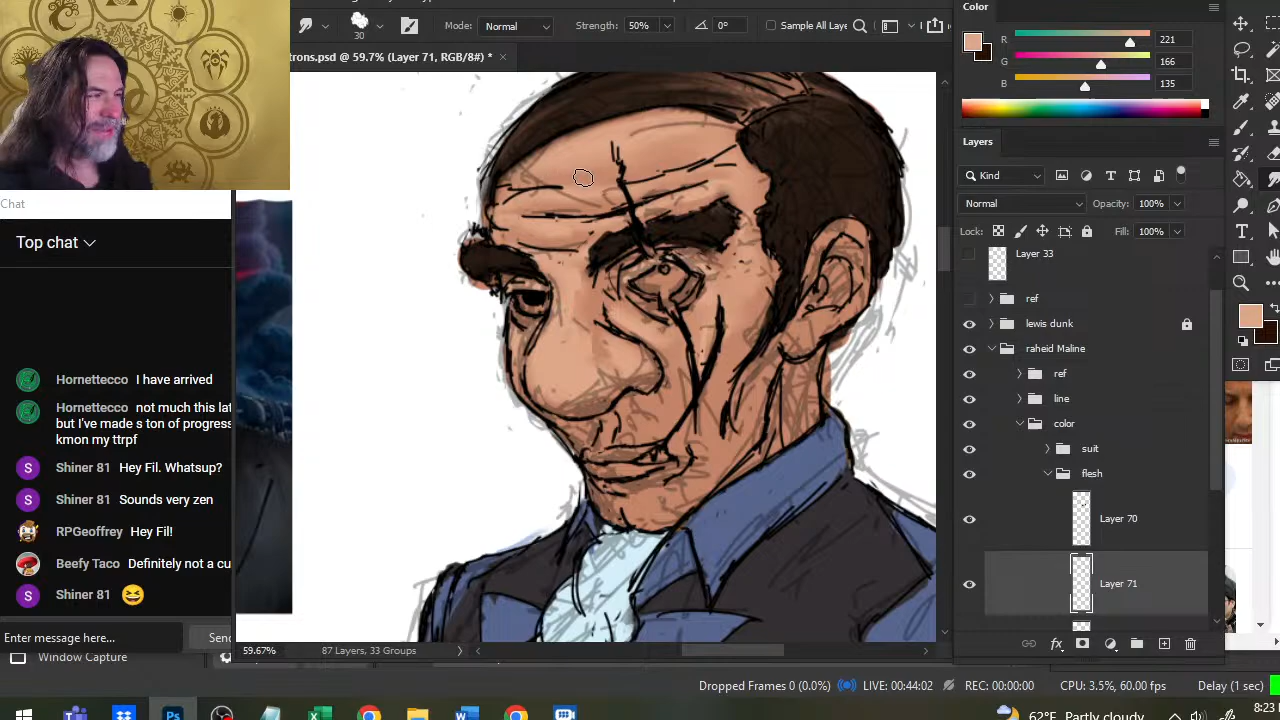 30
Mode: Normal
Strength: 50%
0°
Sample All Laye
Color
trons.psd @ 59.7% (Layer 71, RGB/8#) *
R 221
G 166
B 135
Layers
Kind
Normal
Opacity: 100%
Lock:
Fill: 100%
Layer 33
ref
lewis dunk
raheid Maline
ref
line
color
suit
flesh
Layer 70
Layer 71
Chat
Top chat
Hornettecco I have arrived
Hornettecco not much this lat
but I've made s ton of progress
kmon my ttrpf
Shiner 81 Hey Fil. Whatsup?
Shiner 81 Sounds very zen
RPGeoffrey Hey Fil!
Beefy Taco Definitely not a cu
Shiner 81
Enter message here...
Send
59.67%
87 Layers, 33 Groups
Window Capture
Dropped Frames 0 (0.0%)
LIVE: 00:44:02
REC: 00:00:00
CPU: 3.5%, 60.00 fps
Delay (1 sec)
62°F Partly cloudy
8:23